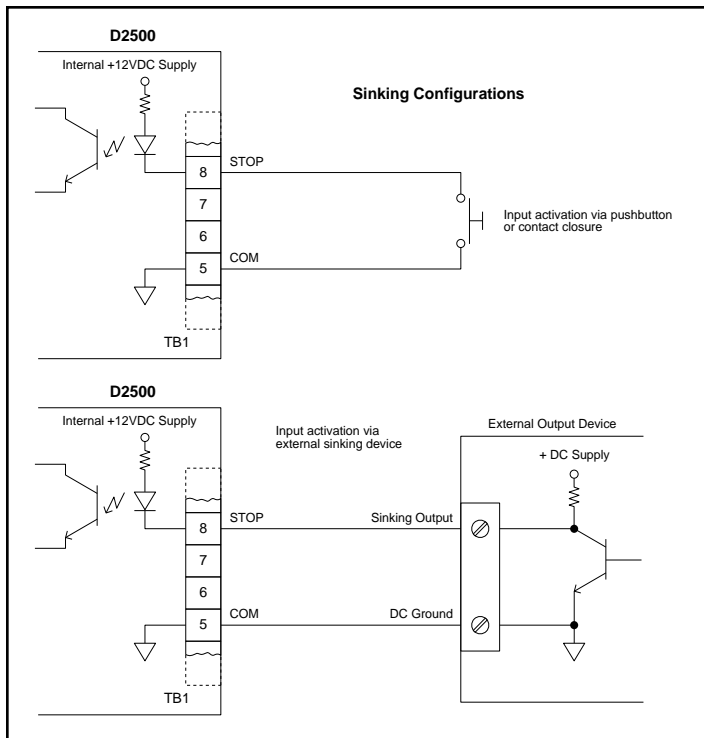 D2500
Internal +12VDC Supply
Sinking Configurations
8
STOP
7
6
5
COM
Input activation via pushbutton
or contact closure
TB1
D2500
Internal +12VDC Supply
Input activation via
external sinking device
External Output Device
+ DC Supply
8
STOP
Sinking Output
7
6
5
COM
DC Ground
TB1